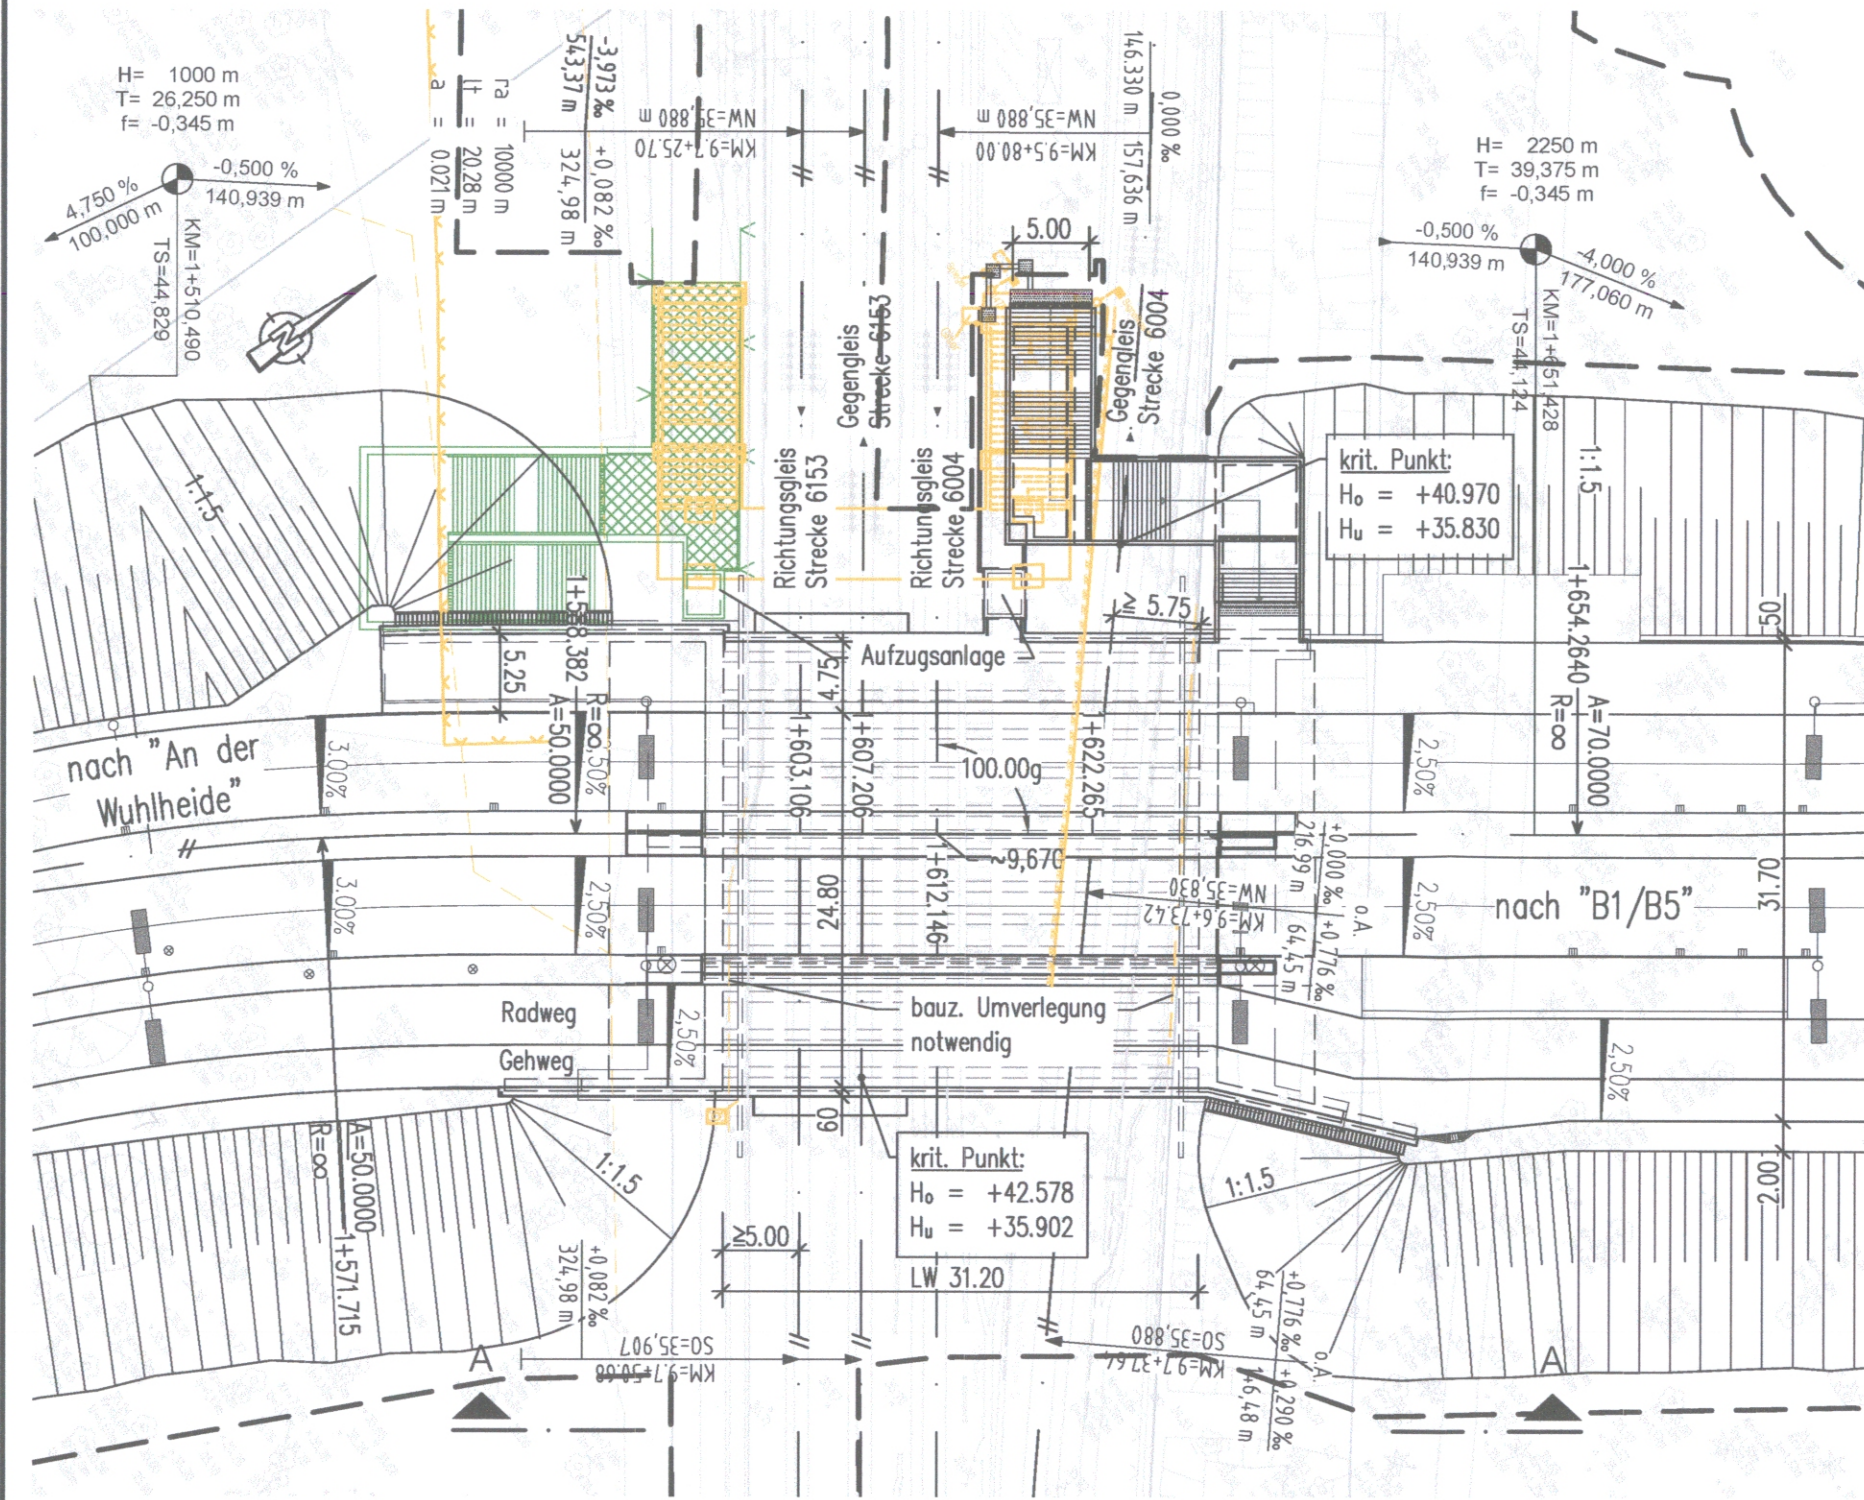 H= 1000 m
T= 26,250 m
f= -0,345 m
4,750 %
100,000 m
-0,500 %
140,939 m
KM=1+510,490
TS=44,829
ra = 10000 m
lt = 20.28 m
a = 0.021 m
-3,973 ‰
543,37 m
+0,082 ‰
324,98 m
NW=35,880 m
KM=9.7+25.70
NW=35,880 m
KM=9.5+80.00
146.330 m
0,000 ‰
157,636 m
5.00
H= 2250 m
T= 39,375 m
f= -0,345 m
-0,500 %
140,939 m
-4,000 %
177,060 m
KM=1+651,428
TS=44,124
N
Gegengleis
Strecke 6153
Gegengleis
Strecke 6004
Richtungsgleis
Strecke 6153
Richtungsgleis
Strecke 6004
krit. Punkt:
Ho = +40.970
Hu = +35.830
1:1.5
1:1.5
≥ 5.75
50
Aufzugsanlage
5.25
4.75
R=∞
A=50.0000
1+654.2640
A=70.0000
R=∞
nach "An der
Wuhlheide"
3.00%
2,50%
1+603.106
1+607.206
100.00g
1+622.265
2,50%
~9,670
1+612.146
3.00%
2,50%
24.80
NW=35,830
KM=9.6+73.42
+0,000 ‰
216.99 m
+0,776 ‰
64,45 m
o.A.
2,50%
nach "B1/B5"
31.70
Radweg
Gehweg
2,50%
bauz. Umverlegung
notwendig
2,50%
60
A=50.0000
R=∞
1+571.715
1:1.5
krit. Punkt:
Ho = +42.578
Hu = +35.902
1:1.5
2.00
≥5.00
LW 31.20
+0,082 ‰
324,98 m
SO=35,907
SO=35,880
KM=9.7+37.64
+0,776 ‰
64,45 m
o.A.
+0,290 ‰
A
A